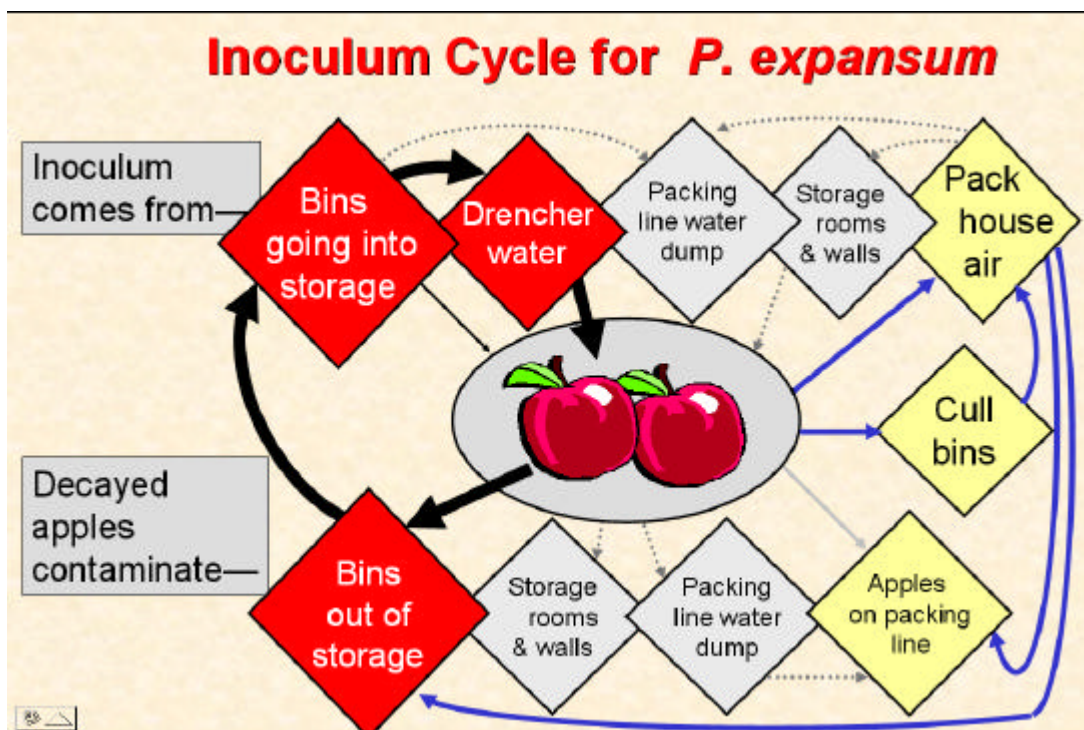 Inoculum Cycle for P. expansum
Inoculum
comes from—
Bins
going into
storage
Drencher
water
Packing
line water
dump
Storage
rooms
& walls
Pack
house
air
Cull
bins
Decayed
apples
contaminate—
Bins
out of
storage
Storage
rooms
& walls
Packing
line water
dump
Apples
on packing
line